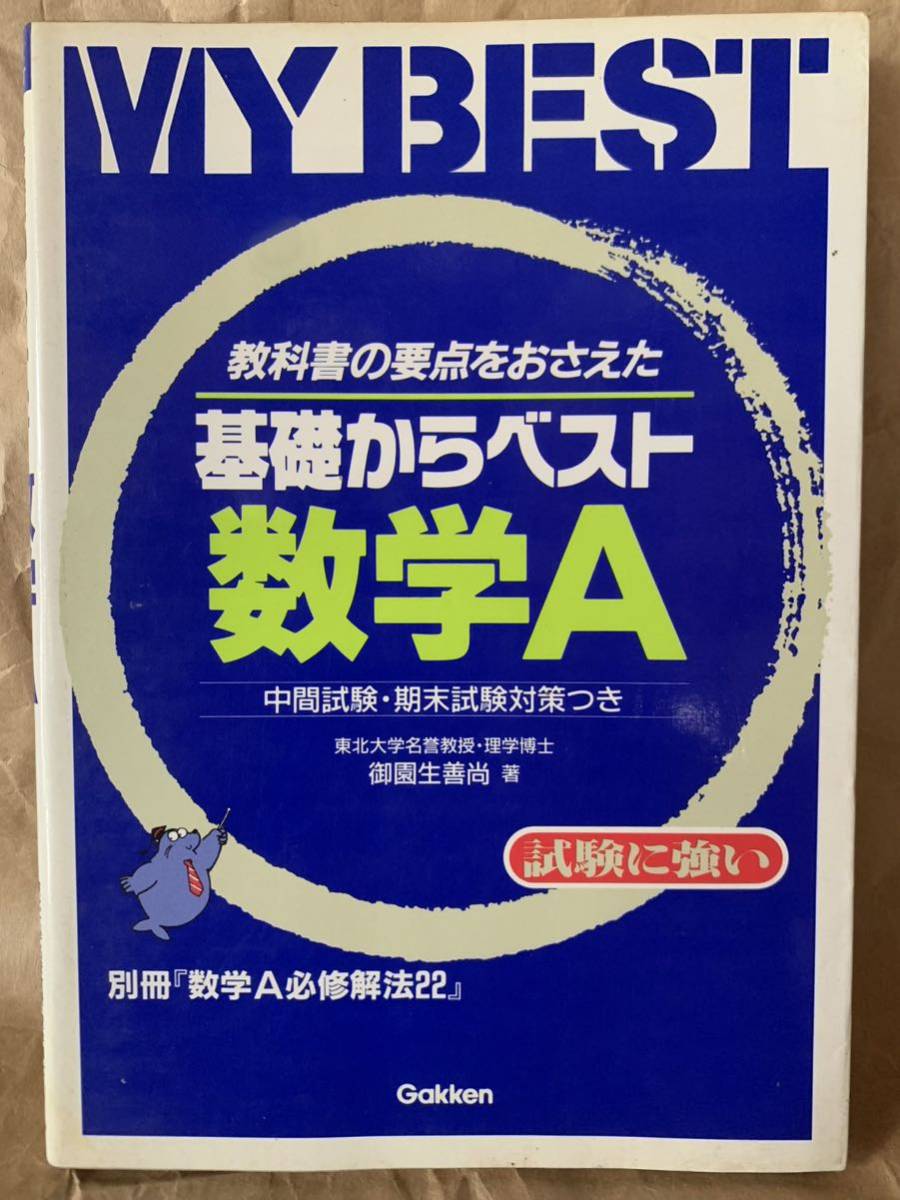 MY BEST
教科書の要点をおさえた
基礎からベスト
数学A
中間試験・期末試験対策つき
東北大学名誉教授・理学博士
御園生善尚 著
試験に強い
別冊『数学A必修解法22』
Gakken